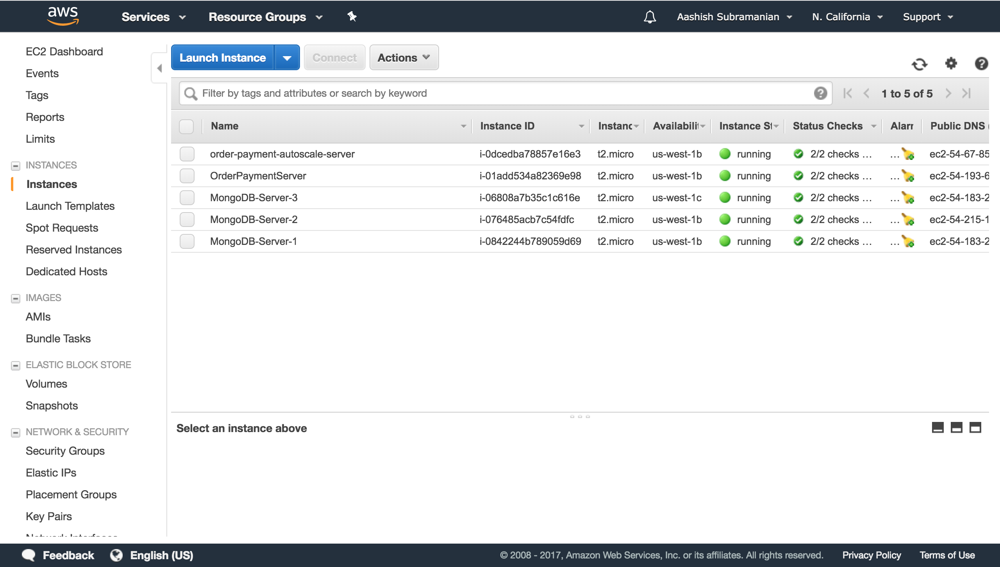 aws Services Resource Groups Aashish Subramanian N. California Support
EC2 Dashboard
Events
Tags
Reports
Limits
INSTANCES
Instances
Launch Templates
Spot Requests
Reserved Instances
Dedicated Hosts
IMAGES
AMIs
Bundle Tasks
ELASTIC BLOCK STORE
Volumes
Snapshots
NETWORK & SECURITY
Security Groups
Elastic IPs
Placement Groups
Key Pairs
Launch Instance Connect Actions
Filter by tags and attributes or search by keyword 1 to 5 of 5
Name Instance ID Instanc Availabilit Instance St Status Checks Alarr Public DNS (
order-payment-autoscale-server i-0dcedba78857e16e3 t2.micro us-west-1b running 2/2 checks ... ... ec2-54-67-85
OrderPaymentServer i-01add534a82369e98 t2.micro us-west-1b running 2/2 checks ... ... ec2-54-193-6
MongoDB-Server-3 i-06808a7b35c1c616e t2.micro us-west-1c running 2/2 checks ... ... ec2-54-183-2
MongoDB-Server-2 i-076485acb7c54fdfc t2.micro us-west-1b running 2/2 checks ... ... ec2-54-215-1
MongoDB-Server-1 i-0842244b789059d69 t2.micro us-west-1b running 2/2 checks ... ... ec2-54-183-2
Select an instance above
Feedback English (US) © 2008 - 2017, Amazon Web Services, Inc. or its affiliates. All rights reserved. Privacy Policy Terms of Use